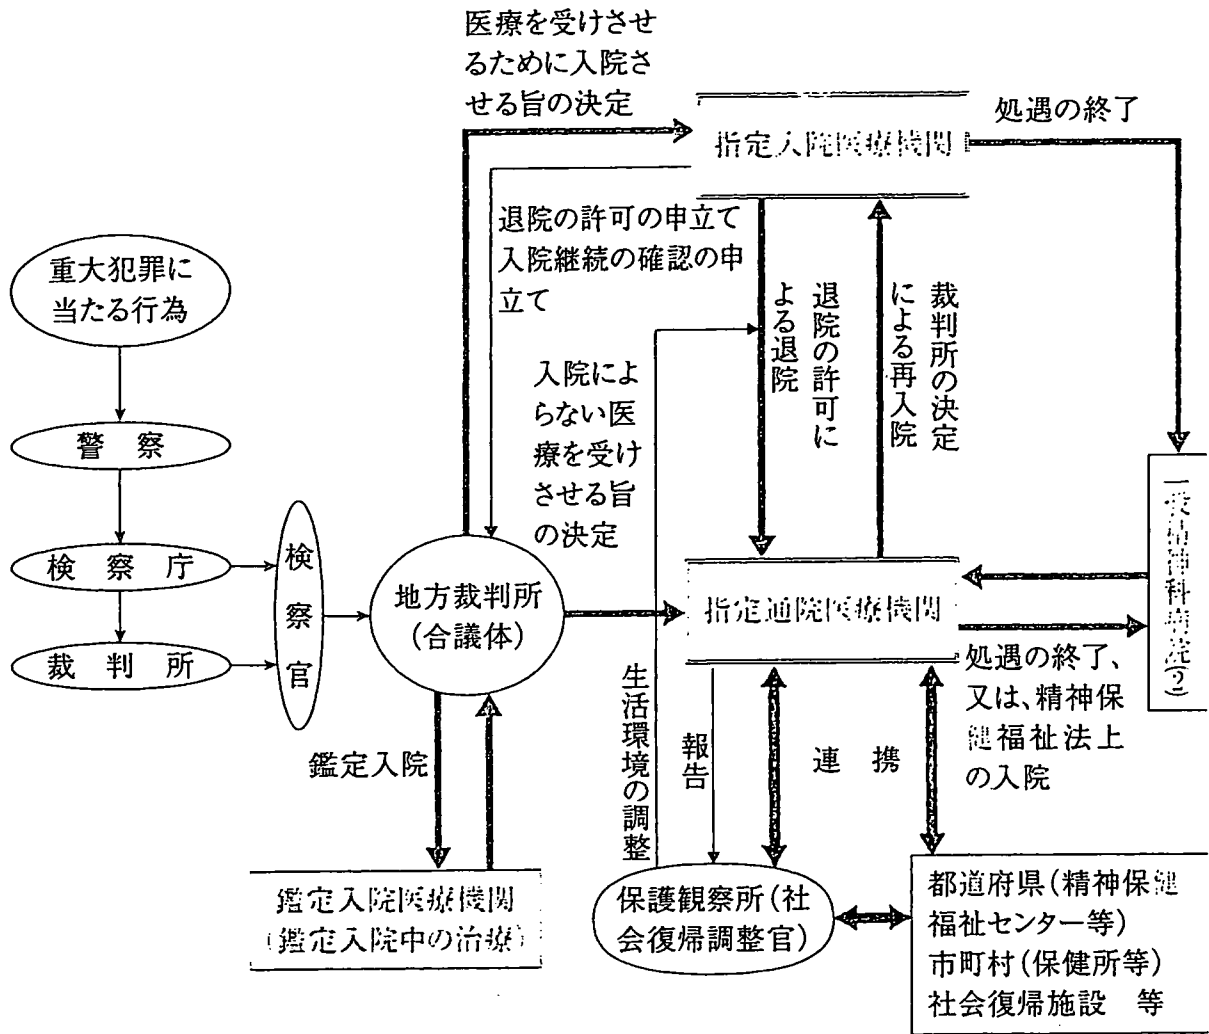 医療を受けさせ
るために入院さ
せる旨の決定
処遇の終了
指定入院医療機関
退院の許可の申立て
入院継続の確認の申
立て
重大犯罪に
当たる行為
退院の許可に
よる退院
裁判所の決定
による再入院
入院によ
らない医
療を受け
させる旨
の決定
警察
検察庁
検察官
裁判所
地方裁判所
(合議体)
指定通院医療機関
一般精神科病院(?)
処遇の終了、
又は、精神保
健福祉法上
の入院
鑑定入院
生活環境の調整
報告
連携
鑑定入院医療機関
(鑑定入院中の治療)
保護観察所(社
会復帰調整官)
都道府県(精神保健
福祉センター等)
市町村(保健所等)
社会復帰施設 等